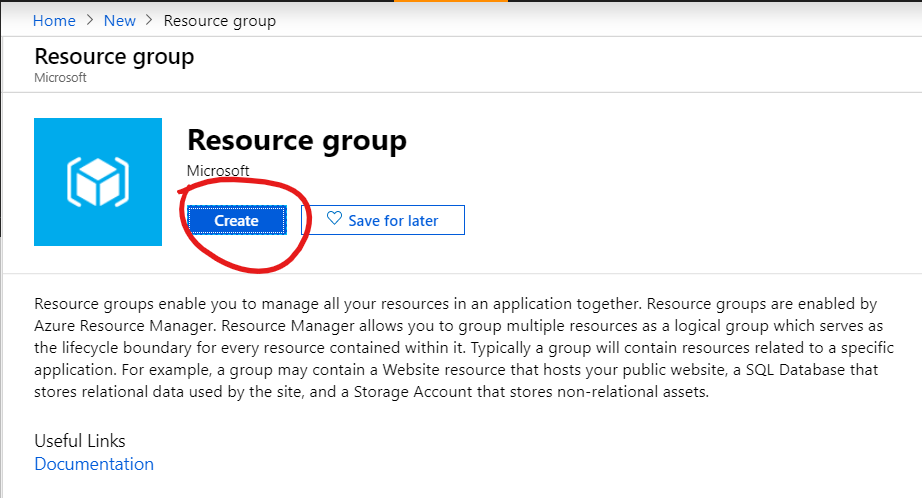 Home > New > Resource group
Resource group
Microsoft
Resource group
Microsoft
Create
Save for later
Resource groups enable you to manage all your resources in an application together. Resource groups are enabled by
Azure Resource Manager. Resource Manager allows you to group multiple resources as a logical group which serves as
the lifecycle boundary for every resource contained within it. Typically a group will contain resources related to a specific
application. For example, a group may contain a Website resource that hosts your public website, a SQL Database that
stores relational data used by the site, and a Storage Account that stores non-relational assets.
Useful Links
Documentation